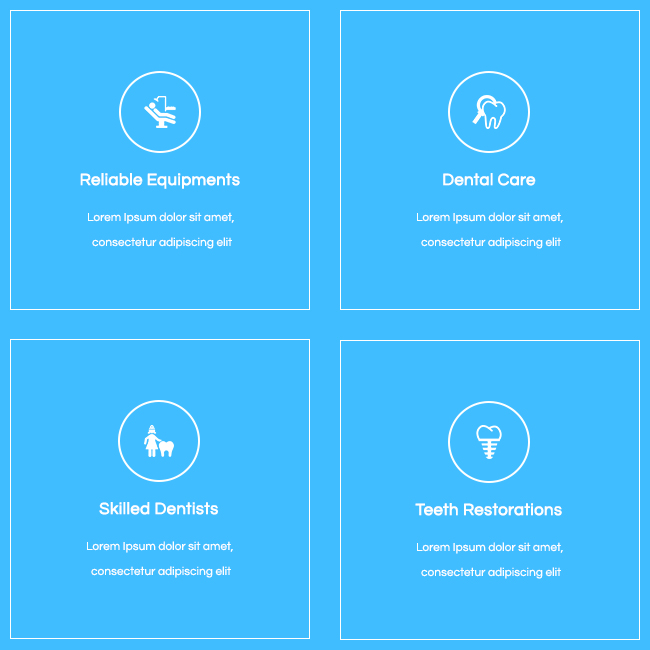 Reliable Equipments
Lorem Ipsum dolor sit amet,
consectetur adipiscing elit
Dental Care
Lorem Ipsum dolor sit amet,
consectetur adipiscing elit
Skilled Dentists
Lorem Ipsum dolor sit amet,
consectetur adipiscing elit
Teeth Restorations
Lorem Ipsum dolor sit amet,
consectetur adipiscing elit